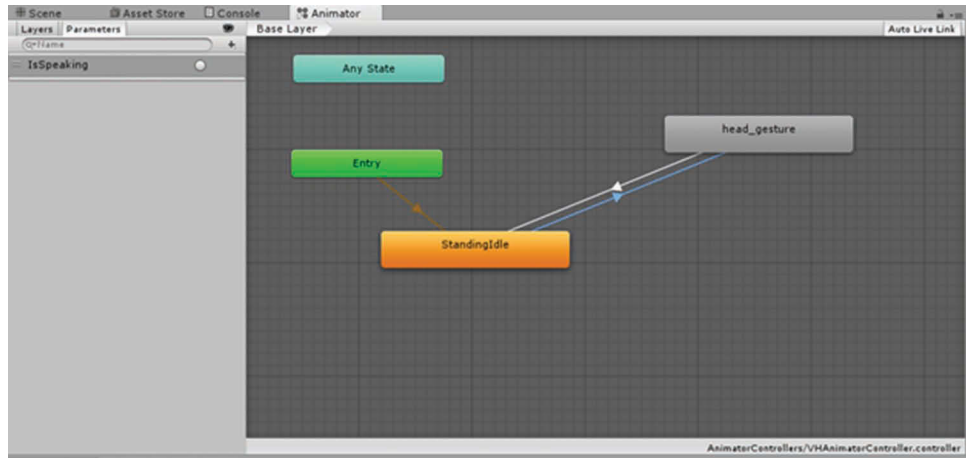 Scene Asset Store Console Animator
Layers Parameters Base Layer Auto Live Link
Name +
IsSpeaking
Any State
head_gesture
Entry
StandingIdle
AnimatorControllers/VHAnimatorController.controller